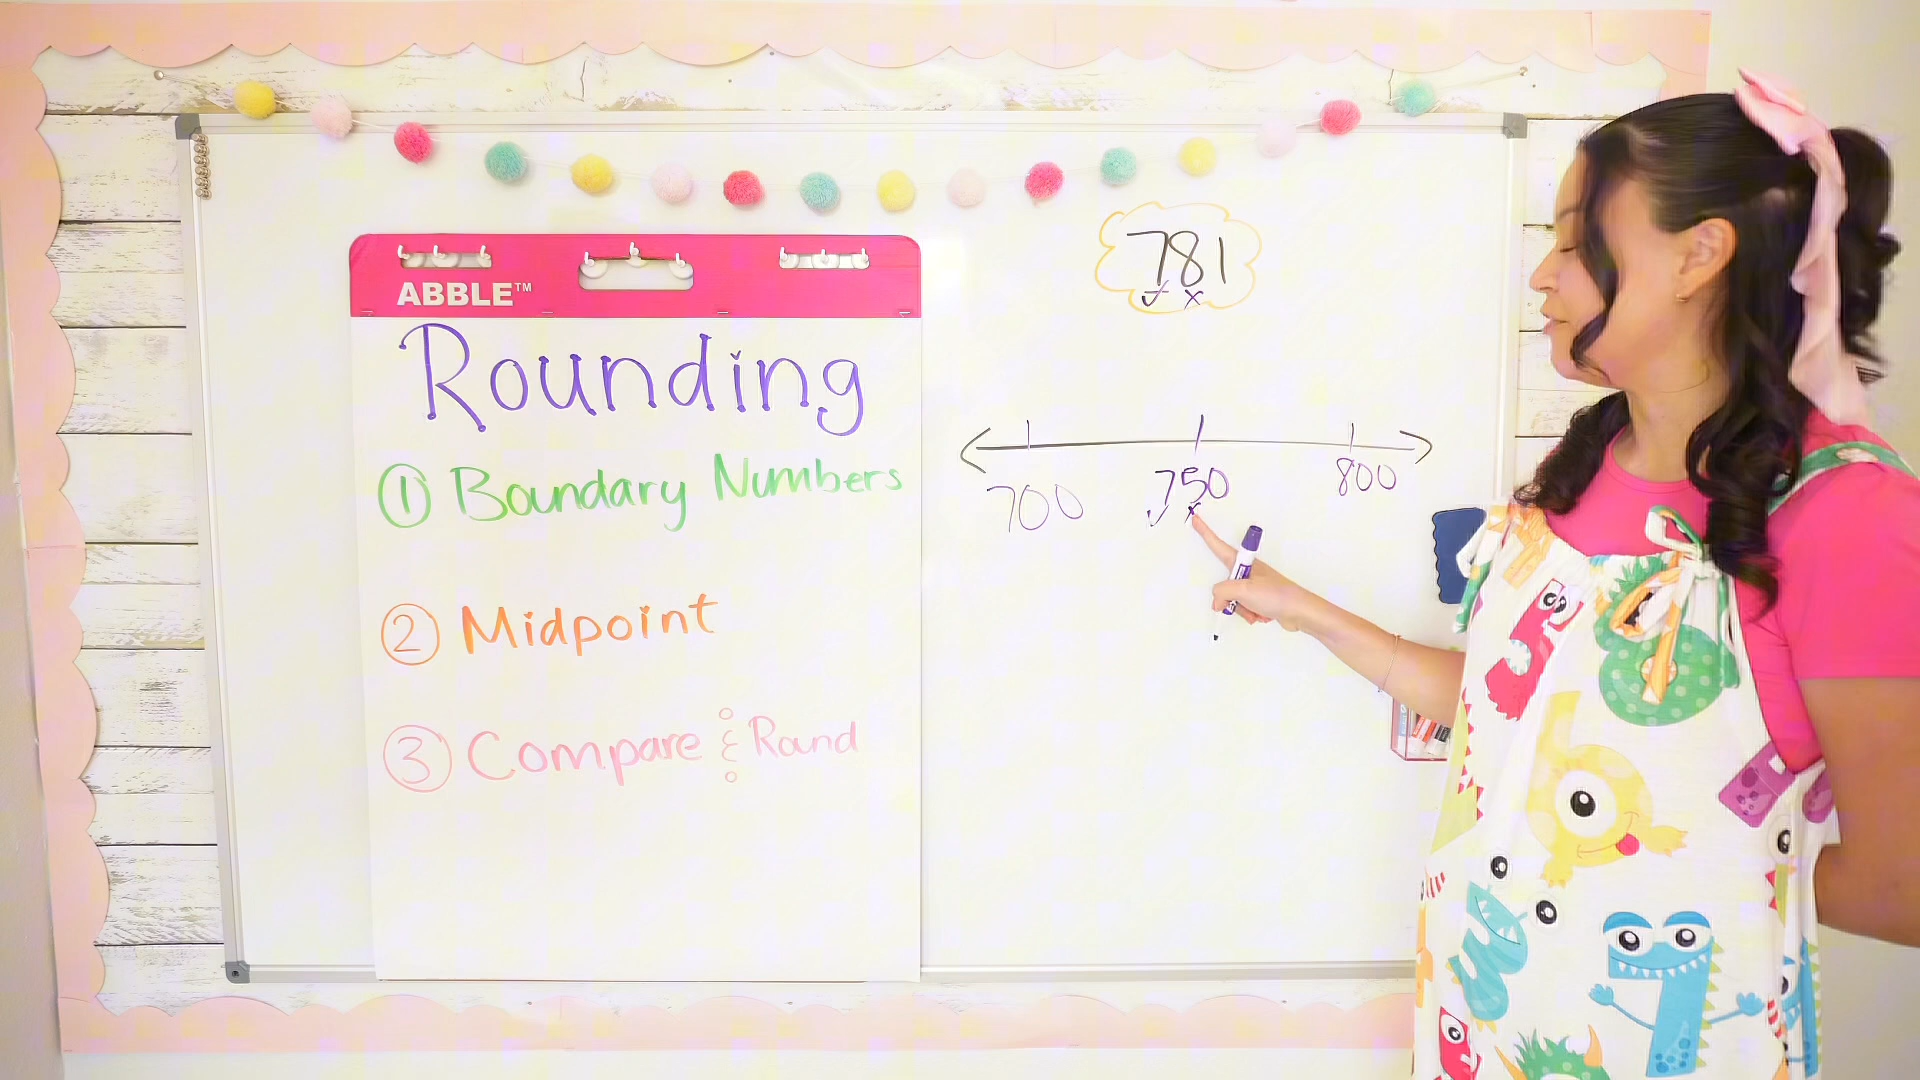 ABBLE™
Rounding
① Boundary Numbers
② Midpoint
③ Compare & Round
781
✓ x
700 750 800
✓ x